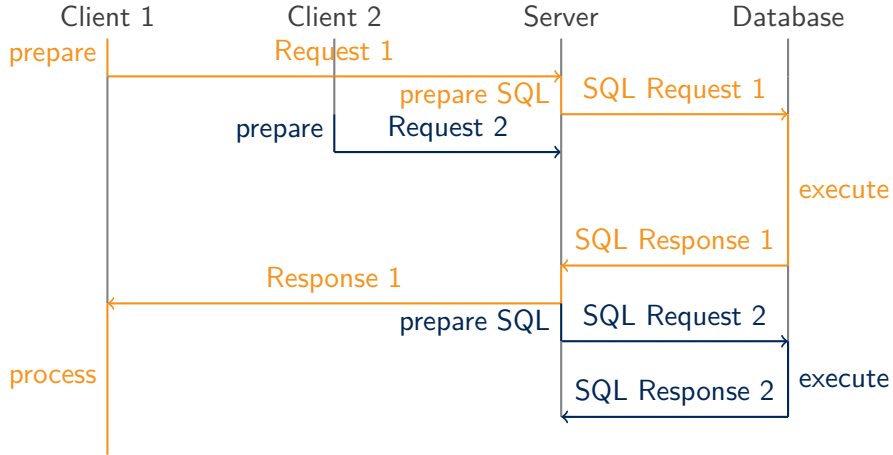 Client 1
Client 2
Server
Database
prepare
Request 1
prepare SQL
SQL Request 1
prepare
Request 2
execute
SQL Response 1
Response 1
prepare SQL
SQL Request 2
process
execute
SQL Response 2